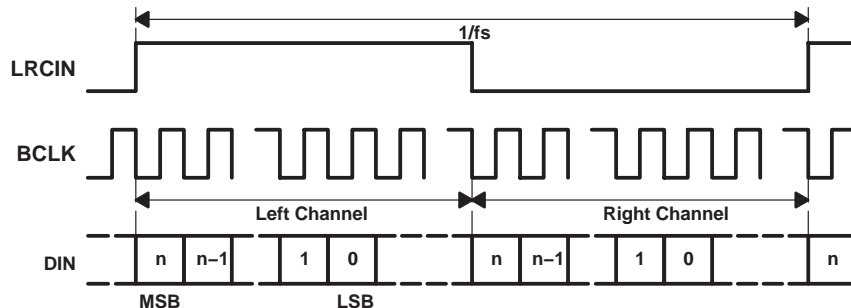 1/fs
LRCIN
BCLK
Left Channel Right Channel
DIN n n−1 1 0 n n−1 1 0 n
MSB LSB